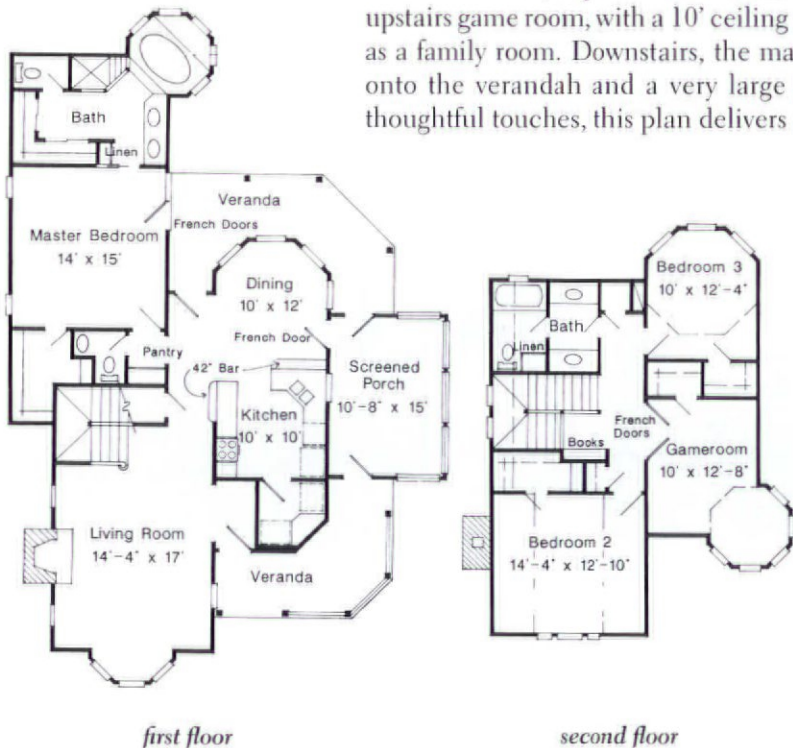 upstairs game room, with a 10' ceiling
as a family room. Downstairs, the ma
onto the verandah and a very large
thoughtful touches, this plan delivers
Bath
Linen
Master Bedroom
14' x 15'
Veranda
French Doors
Dining
10' x 12'
French Door
Pantry
42" Bar
Kitchen
10' x 10'
Screened
Porch
10'-8" x 15'
Living Room
14'-4" x 17'
Veranda
first floor
Bedroom 3
10' x 12'-4"
Bath
Linen
Books
French
Doors
Gameroom
10' x 12'-8"
Bedroom 2
14'-4" x 12'-10"
second floor